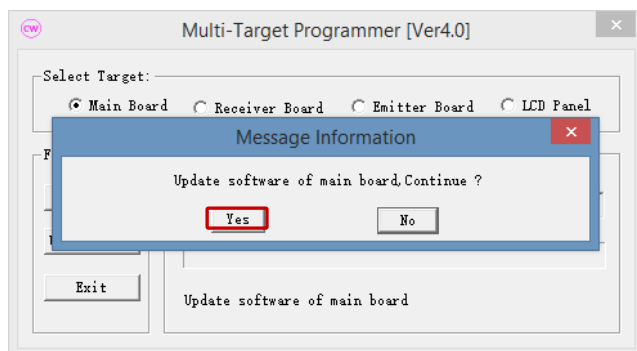 CW Multi-Target Programmer [Ver4.0]
Select Target:
Main Board Receiver Board Emitter Board LCD Panel
Message Information
Update software of main board,Continue ?
Yes No
Exit
Update software of main board